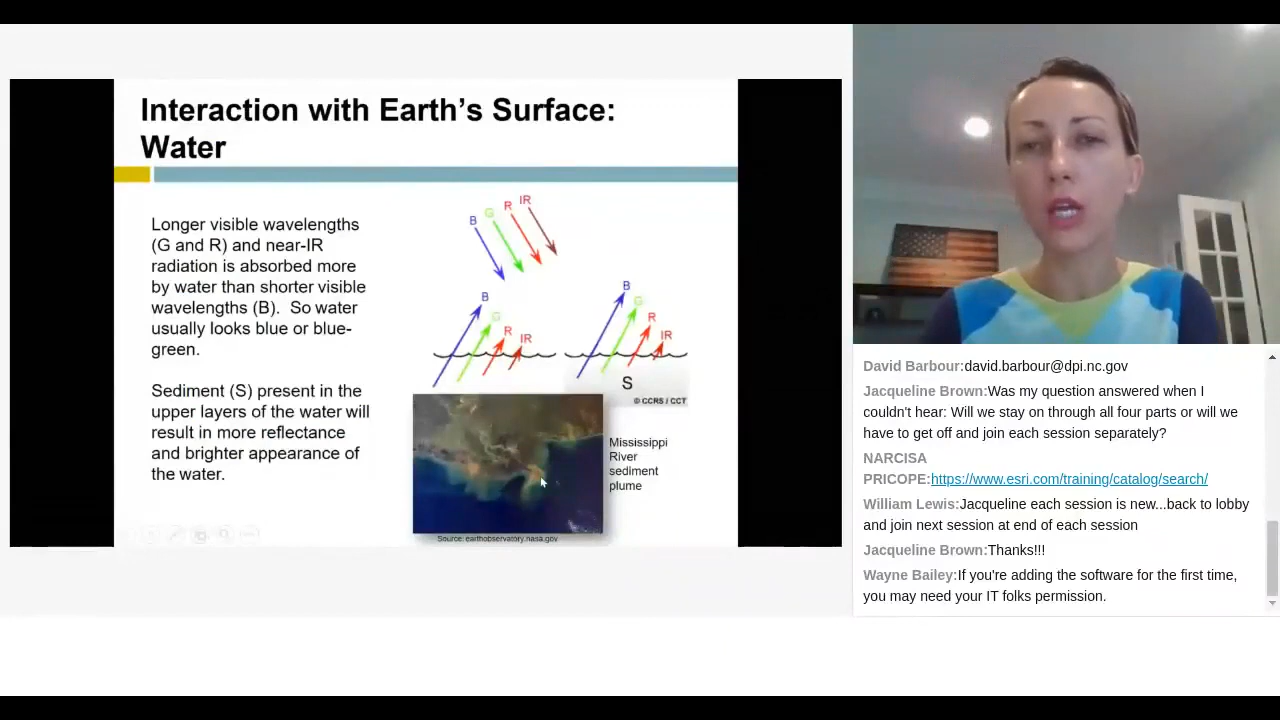 Interaction with Earth’s Surface:
Water
Longer visible wavelengths
(G and R) and near-IR
radiation is absorbed more
by water than shorter visible
wavelengths (B).  So water
usually looks blue or blue-
green.
Sediment (S) present in the
upper layers of the water will
result in more reflectance
and brighter appearance of
the water.
B G R IR
B G R IR
B G R IR
S
© CCRS / CCT
Mississippi
River
sediment
plume
Source: earthobservatory.nasa.gov
David Barbour:david.barbour@dpi.nc.gov
Jacqueline Brown:Was my question answered when I
couldn't hear: Will we stay on through all four parts or will we
have to get off and join each session separately?
NARCISA
PRICOPE:https://www.esri.com/training/catalog/search/
William Lewis:Jacqueline each session is new...back to lobby
and join next session at end of each session
Jacqueline Brown:Thanks!!!
Wayne Bailey:If you're adding the software for the first time,
you may need your IT folks permission.